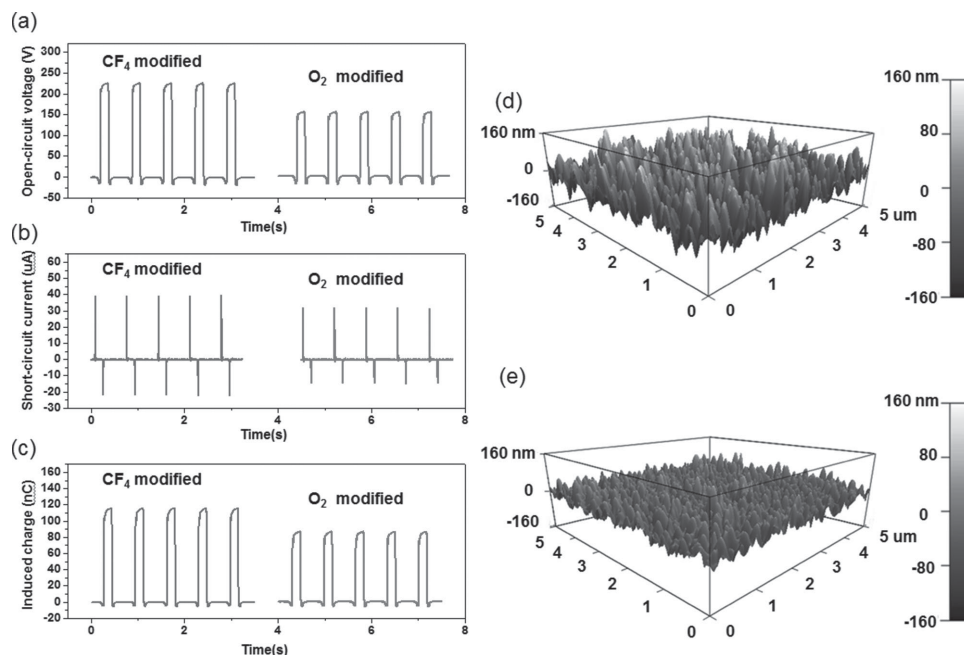 (a)
300
250
200
150
100
50
0
-50
Open-circuit voltage (V)
CF4 modified
O2 modified
0 2 4 6 8
Time(s)
(b)
60
50
40
30
20
10
0
-10
-20
-30
Short-circuit current (uA)
CF4 modified
O2 modified
0 2 4 6 8
Time(s)
(c)
160
140
120
100
80
60
40
20
0
-20
Induced charge (nC)
CF4 modified
O2 modified
0 2 4 6 8
Time(s)
(d)
160 nm
0
-160
5 4 3 2 1 0
0 1 2 3 4 5 um
160 nm
80
0
-80
-160
(e)
160 nm
0
-160
5 4 3 2 1 0
0 1 2 3 4 5 um
160 nm
80
0
-80
-160